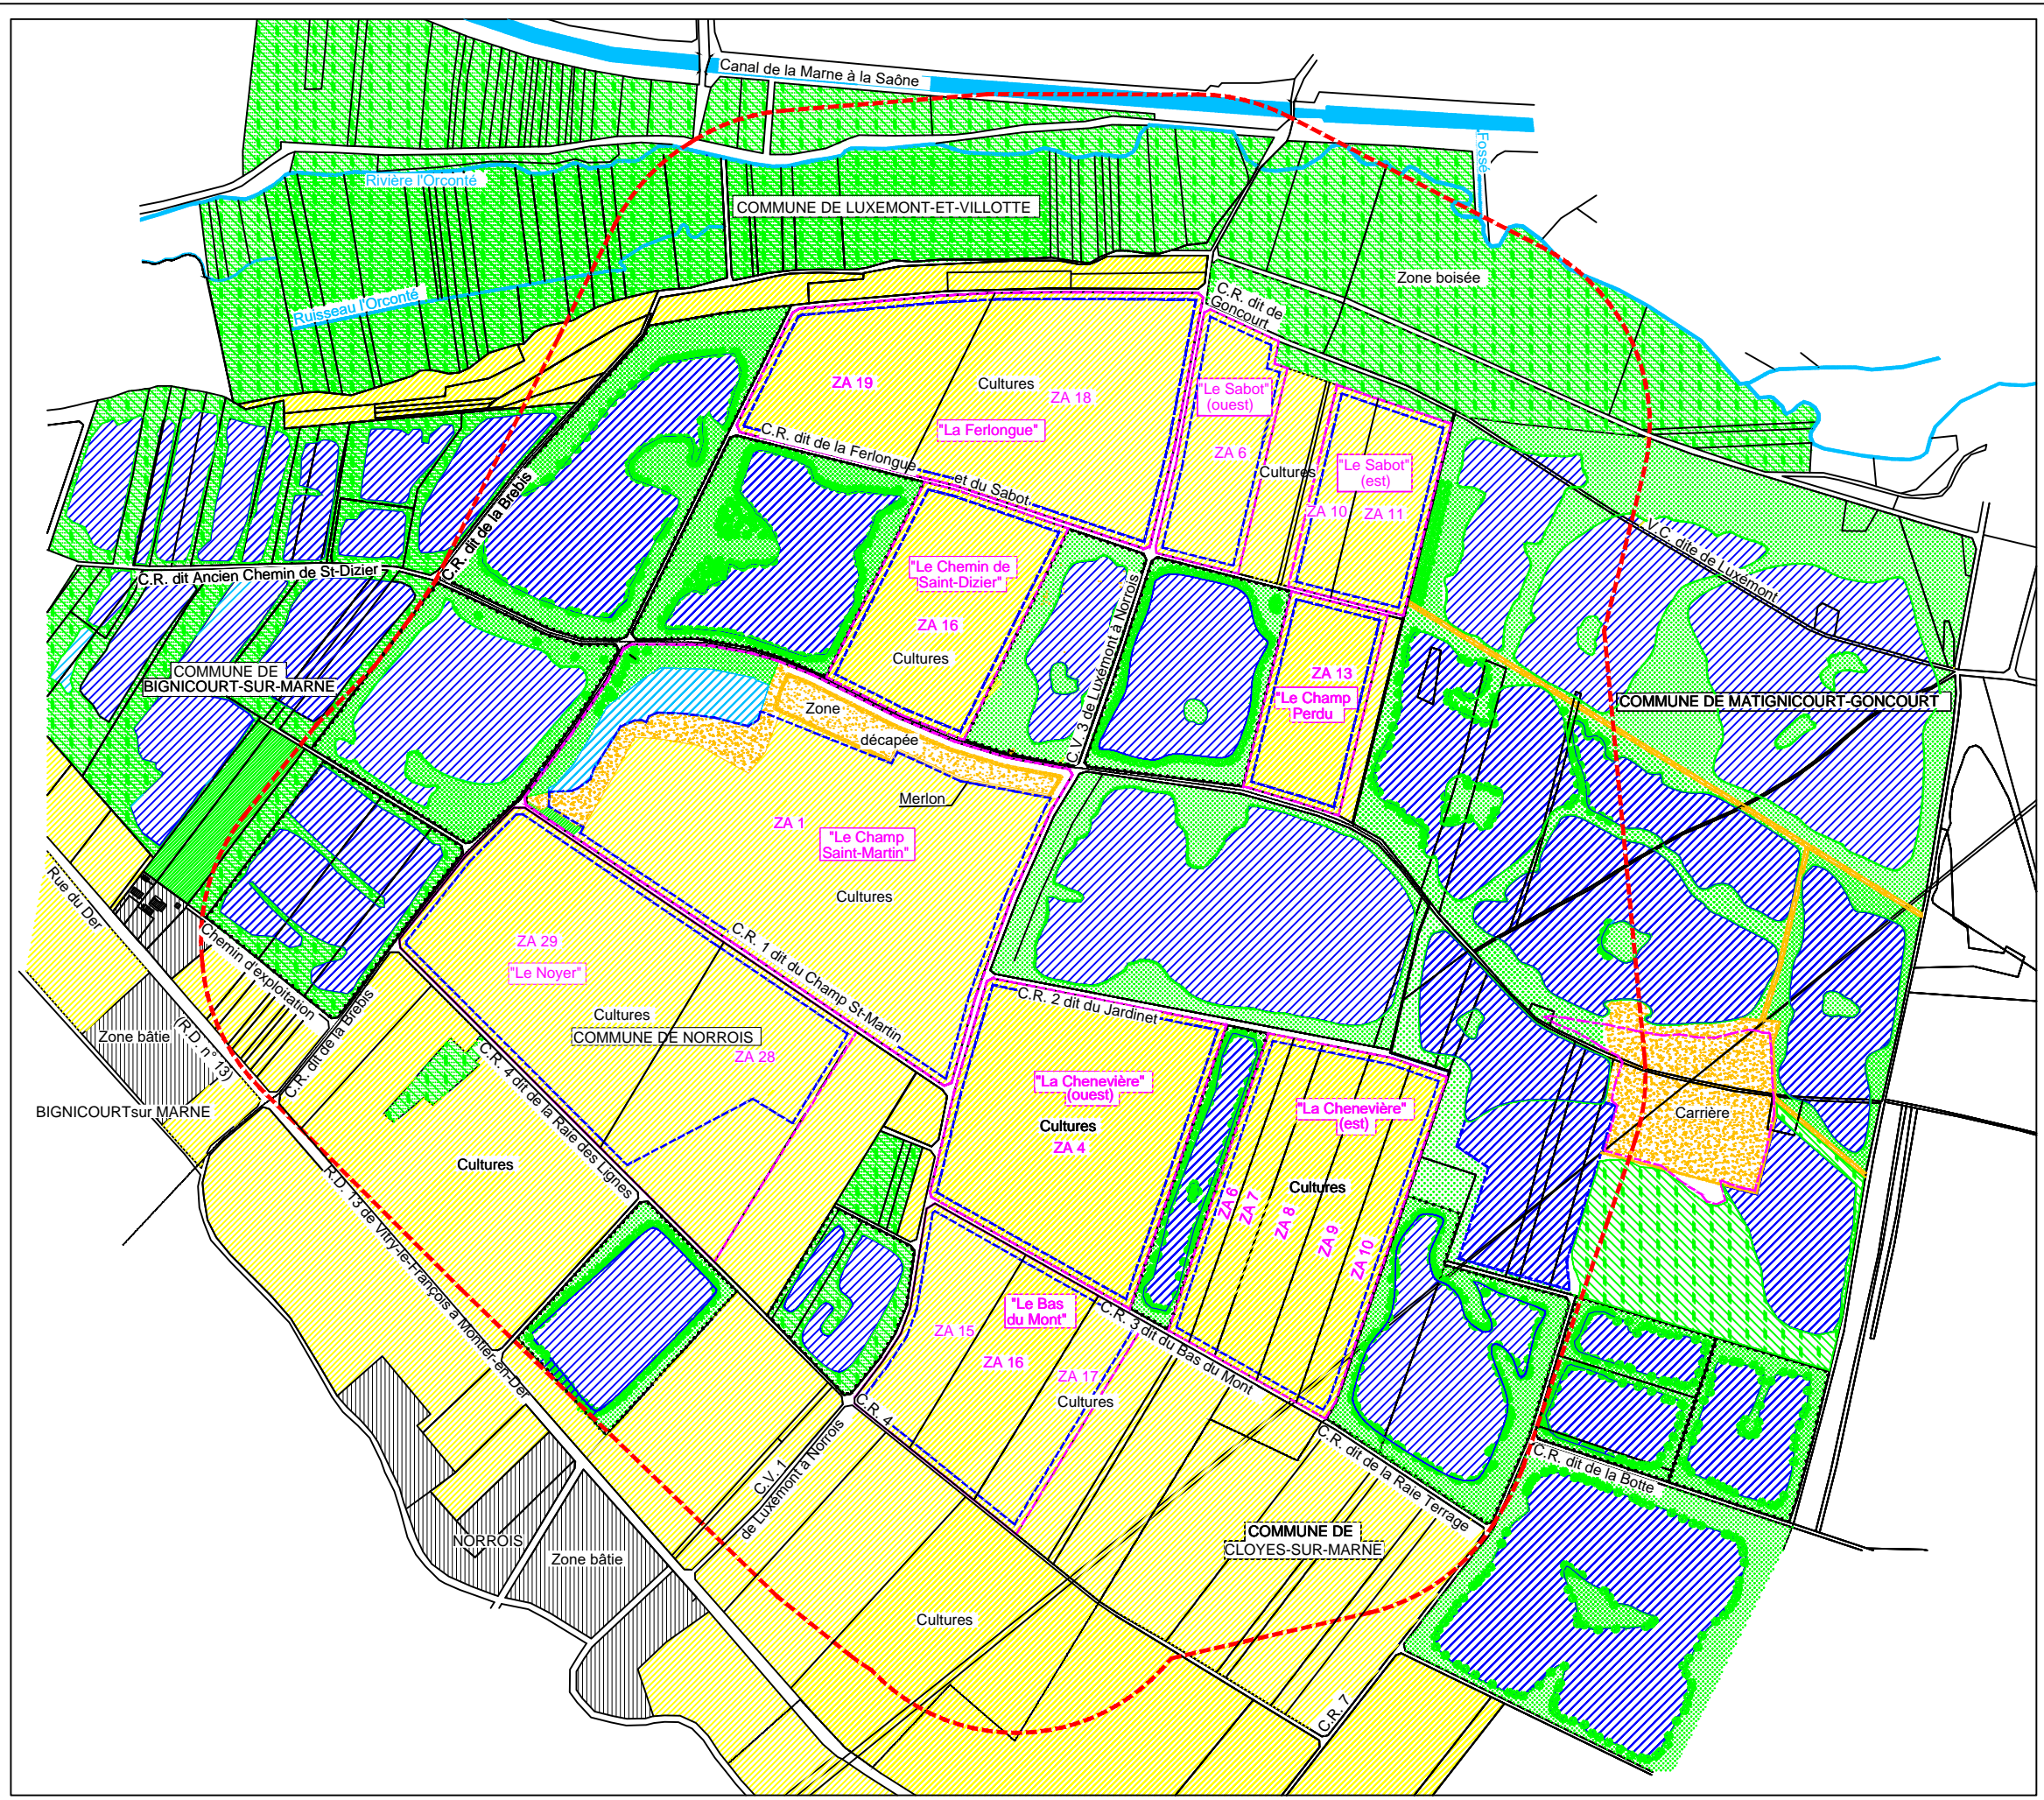 Canal de la Marne à la Saône
Fossé
Rivière l'Orconté
COMMUNE DE LUXEMONT-ET-VILLOTTE
Zone boisée
Ruisseau l'Orconté
C.R. dit de
Goncourt
ZA 19
Cultures
ZA 18
"La Ferlongue"
"Le Sabot"
(ouest)
ZA 6
Cultures
"Le Sabot"
(est)
ZA 10
ZA 11
C.R. dit de la Ferlongue
et du Sabot
C.R. dit de la Brebis
C.R. dit Ancien Chemin de St-Dizier
"Le Chemin de
Saint-Dizier"
ZA 16
Cultures
C.V. 3 de Luxémont à Norrois
V.C. dite de Luxémont
COMMUNE DE
BIGNICOURT-SUR-MARNE
ZA 13
"Le Champ
Perdu
COMMUNE DE MATIGNICOURT-GONCOURT
Zone
décapée
Merlon
ZA 1
"Le Champ
Saint-Martin"
Cultures
Rue du Der
Chemin d'exploitation
ZA 29
"Le Noyer"
C.R. 1 dit du Champ St-Martin
C.R. 2 dit du Jardinet
Cultures
COMMUNE DE NORROIS
ZA 28
Zone bâtie
(R.D. n° 13)
C.R. dit de la Brebis
C.R. 4 dit de la Raie des Lignes
BIGNICOURTsur MARNE
"La Chenevière"
(ouest)
Cultures
ZA 4
"La Chenevière"
(est)
Carrière
Cultures
ZA 6
ZA 7
ZA 8
ZA 9
ZA 10
Cultures
R.D. 13 de Vitry-le-François à Montier-en-Der
"Le Bas
du Mont"
ZA 15
ZA 16
ZA 17
Cultures
C.R. 3 dit du Bas du Mont
C.R. 4
C.V. 1
de Luxémont à Norrois
C.R. dit de la Raie Terrage
C.R. dit de la Botte
NORROIS
Zone bâtie
COMMUNE DE
CLOYES-SUR-MARNE
Cultures
C.R. 7